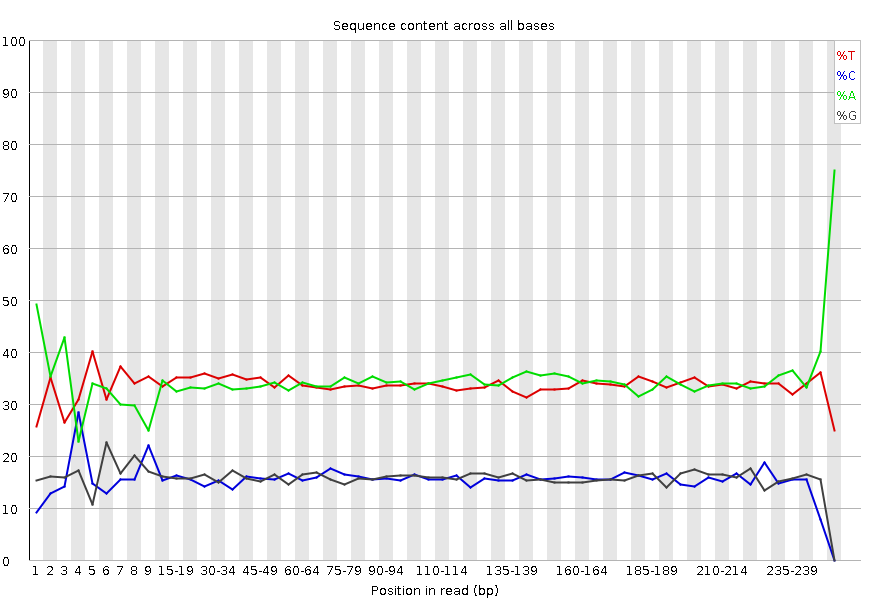 Sequence content across all bases
100
90
80
70
60
50
40
30
20
10
0
%T
%C
%A
%G
1 2 3 4 5 6 7 8 9 15-19 30-34 45-49 60-64 75-79 90-94 110-114 135-139 160-164 185-189 210-214 235-239
Position in read (bp)